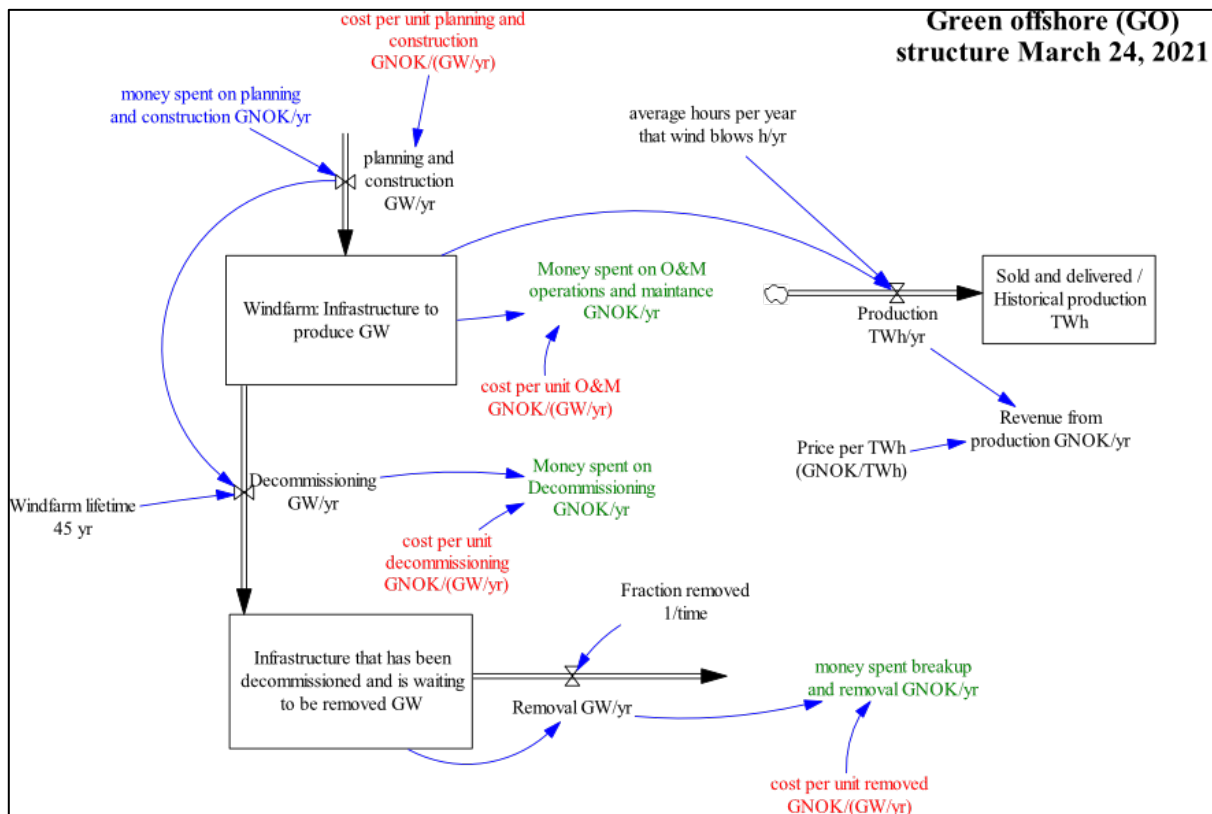 Green offshore (GO)
structure March 24, 2021
cost per unit planning and
construction
GNOK/(GW/yr)
money spent on planning
and construction GNOK/yr
average hours per year
that wind blows h/yr
planning and
construction
GW/yr
Windfarm: Infrastructure to
produce GW
Money spent on O&M
operations and maintance
GNOK/yr
Sold and delivered /
Historical production
TWh
Production
TWh/yr
cost per unit O&M
GNOK/(GW/yr)
Revenue from
production GNOK/yr
Price per TWh
(GNOK/TWh)
Decommissioning
GW/yr
Money spent on
Decommissioning
GNOK/yr
Windfarm lifetime
45 yr
cost per unit
decommissioning
GNOK/(GW/yr)
Fraction removed
1/time
Infrastructure that has been
decommissioned and is waiting
to be removed GW
Removal GW/yr
money spent breakup
and removal GNOK/yr
cost per unit removed
GNOK/(GW/yr)